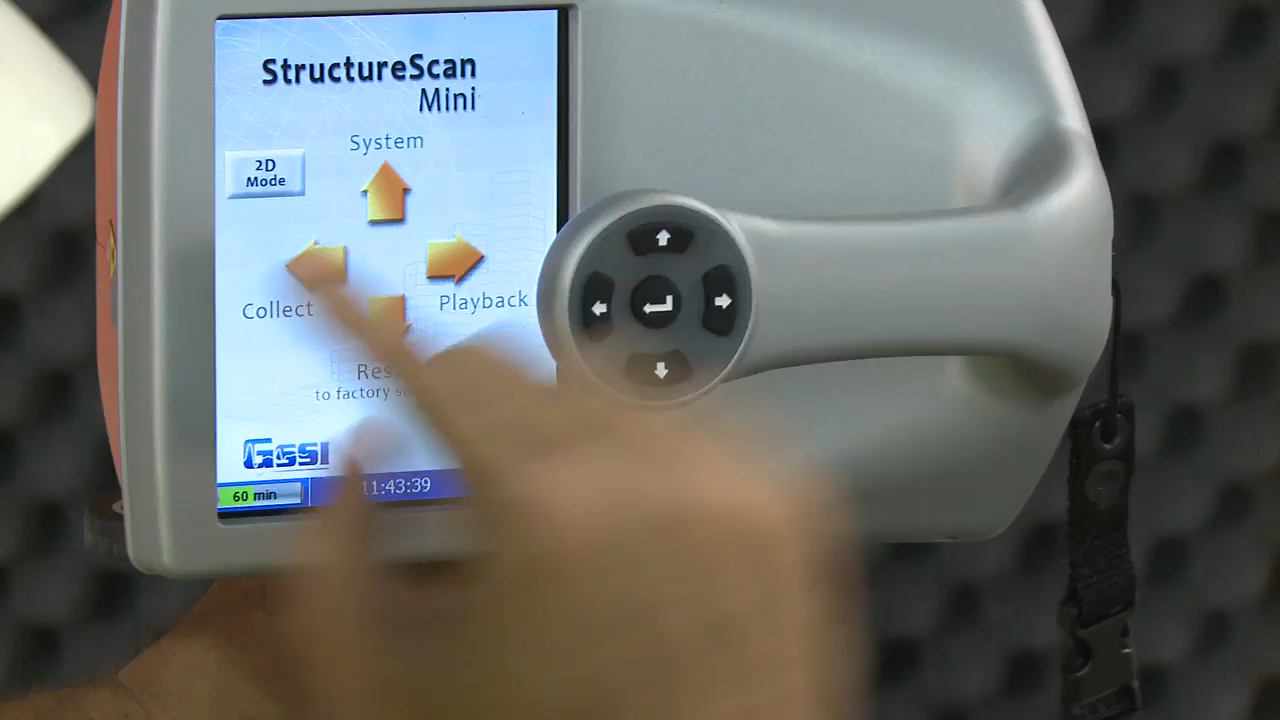 StructureScan
Mini
System
2D
Mode
Collect
Playback
to factory
GSSI
60 min
11:43:39